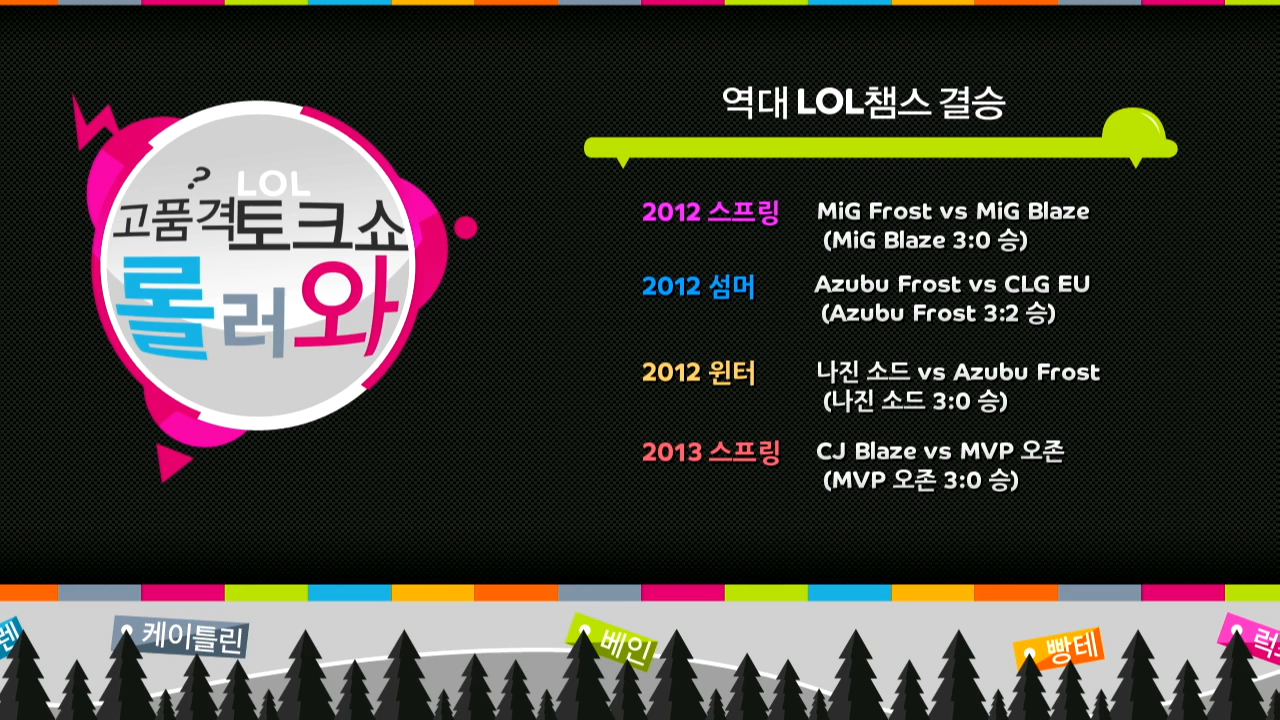 ?
LOL
고품격토크쇼
롤러와
역대 LOL챔스 결승
2012 스프링 MiG Frost vs MiG Blaze
(MiG Blaze 3:0 승)
2012 섬머 Azubu Frost vs CLG EU
(Azubu Frost 3:2 승)
2012 윈터 나진 소드 vs Azubu Frost
(나진 소드 3:0 승)
2013 스프링 CJ Blaze vs MVP 오존
(MVP 오존 3:0 승)
케이틀린
베인
빵테